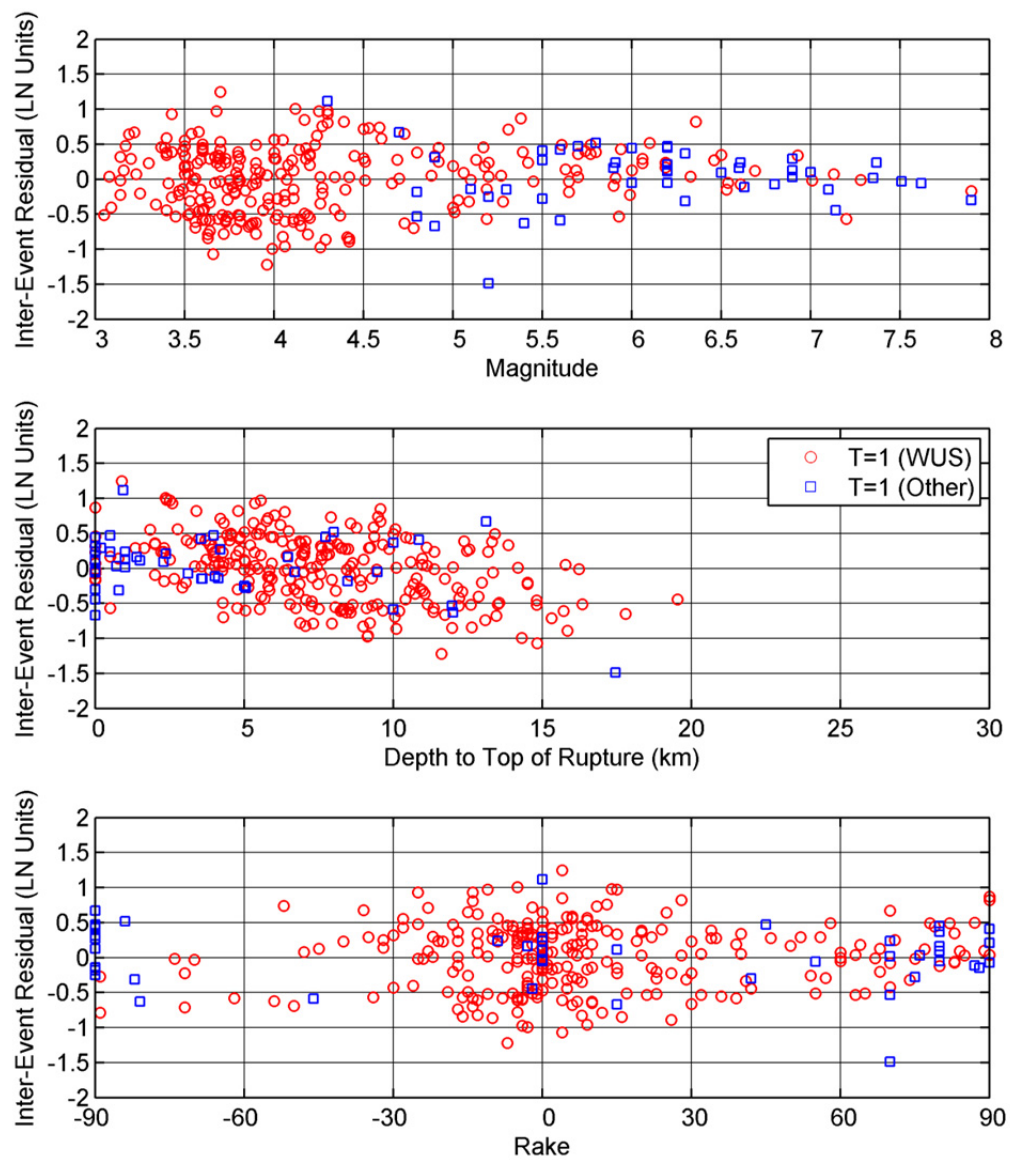 Inter-Event Residual (LN Units)
2
1.5
1
0.5
0
-0.5
-1
-1.5
-2
3 3.5 4 4.5 5 5.5 6 6.5 7 7.5 8
Magnitude
Inter-Event Residual (LN Units)
2
1.5
1
0.5
0
-0.5
-1
-1.5
-2
T=1 (WUS)
T=1 (Other)
0 5 10 15 20 25 30
Depth to Top of Rupture (km)
Inter-Event Residual (LN Units)
2
1.5
1
0.5
0
-0.5
-1
-1.5
-2
-90 -60 -30 0 30 60 90
Rake